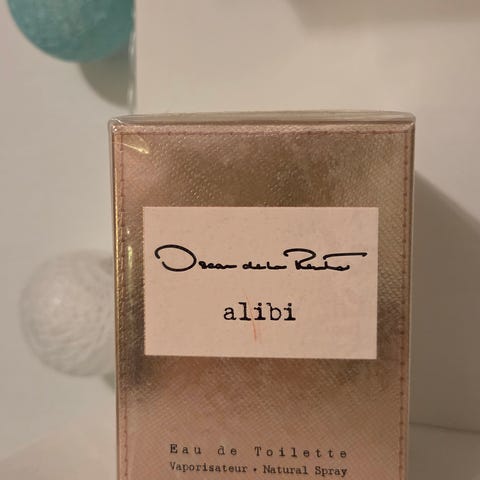 Oscar de la Renta
alibi
Eau de Toilette
Vaporisateur • Natural Spray